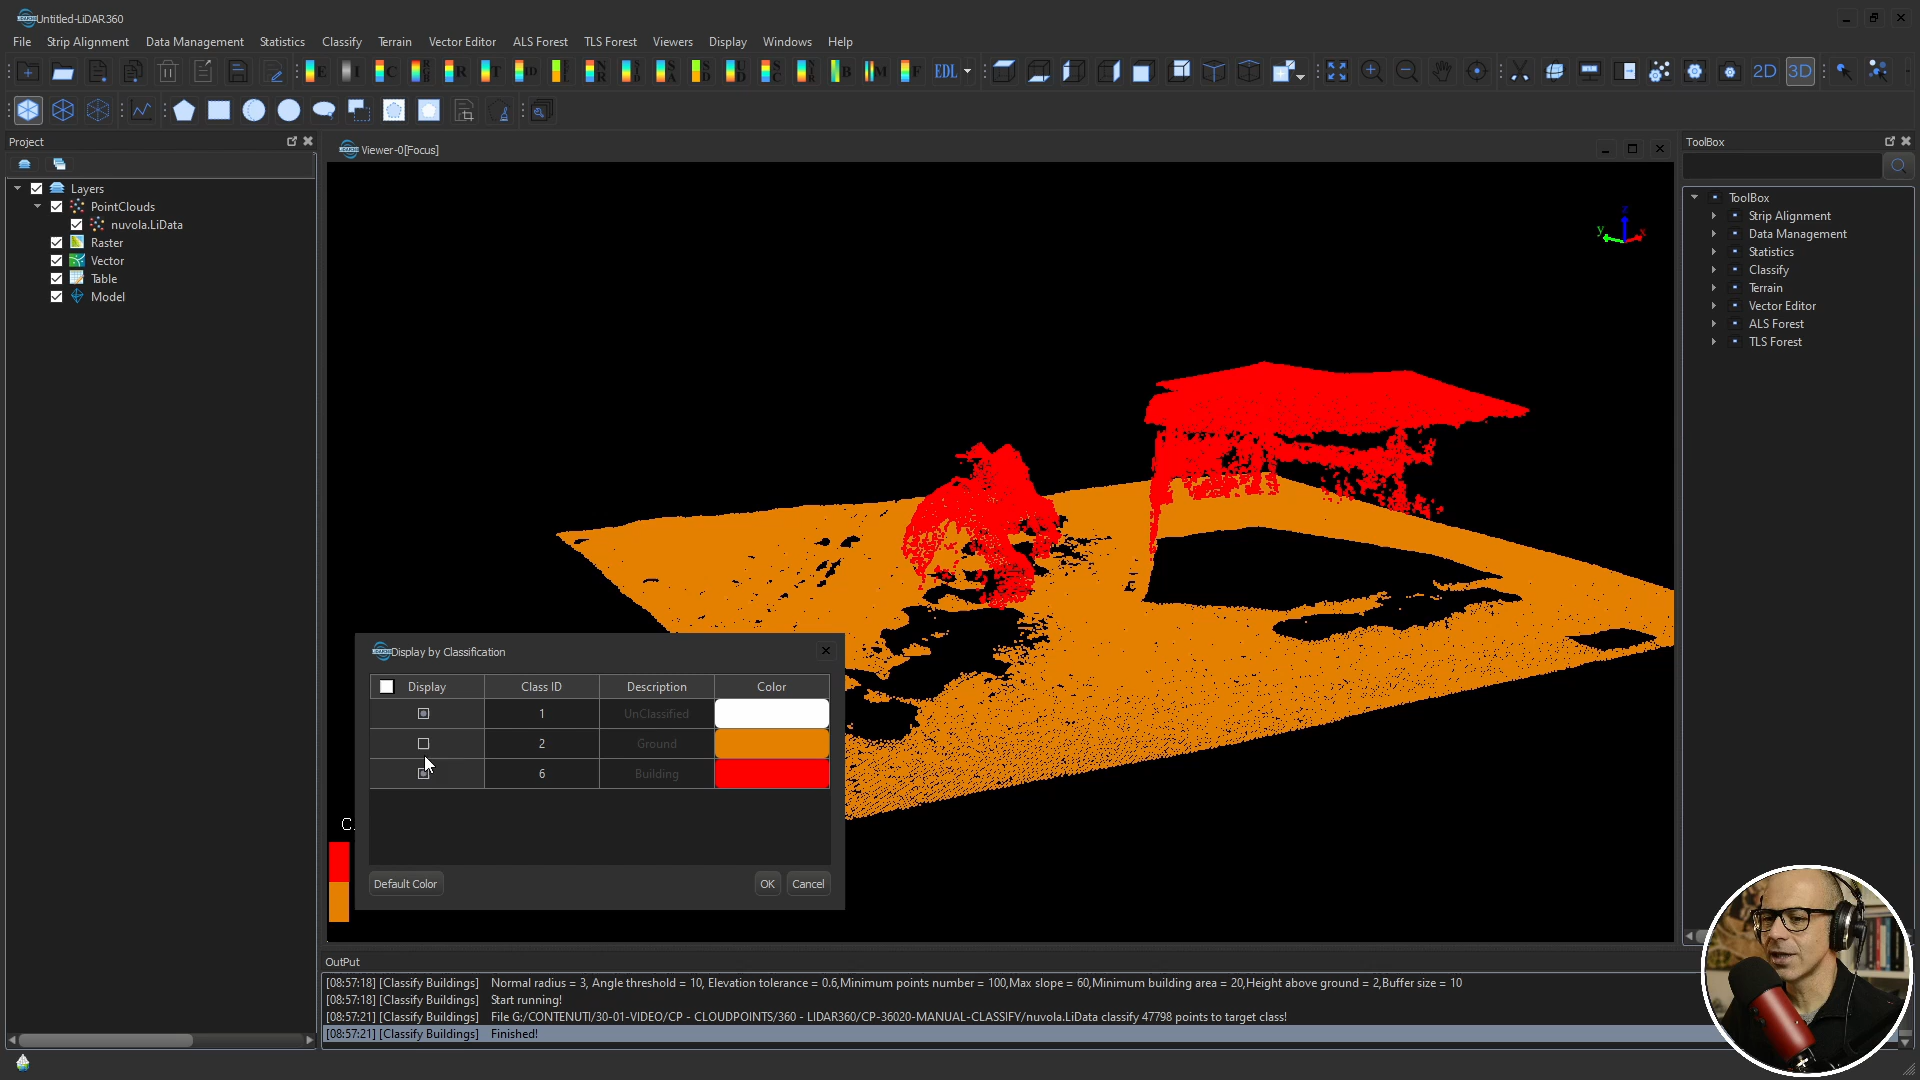 Untitled-LiDAR360
File Strip Alignment Data Management Statistics Classify Terrain Vector Editor ALS Forest TLS Forest Viewers Display Windows Help
EDL 2D 3D
Project
Viewer-0[Focus]
ToolBox
Layers
PointClouds
nuvola.LiData
Raster
Vector
Table
Model
ToolBox
Strip Alignment
Data Management
Statistics
Classify
Terrain
Vector Editor
ALS Forest
TLS Forest
z
y x
Display by Classification
Display Class ID Description Color
1 UnClassified
2 Ground
6 Building
Default Color OK Cancel
OutPut
[08:57:18] [Classify Buildings] Normal radius = 3, Angle threshold = 10, Elevation tolerance = 0.6,Minimum points number = 100,Max slope = 60,Minimum building area = 20,Height above ground = 2,Buffer size = 10
[08:57:18] [Classify Buildings] Start running!
[08:57:21] [Classify Buildings] File G:/CONTENUTI/30-01-VIDEO/CP - CLOUDPOINTS/360 - LIDAR360/CP-36020-MANUAL-CLASSIFY/nuvola.LiData classify 47798 points to target class!
[08:57:21] [Classify Buildings] Finished!